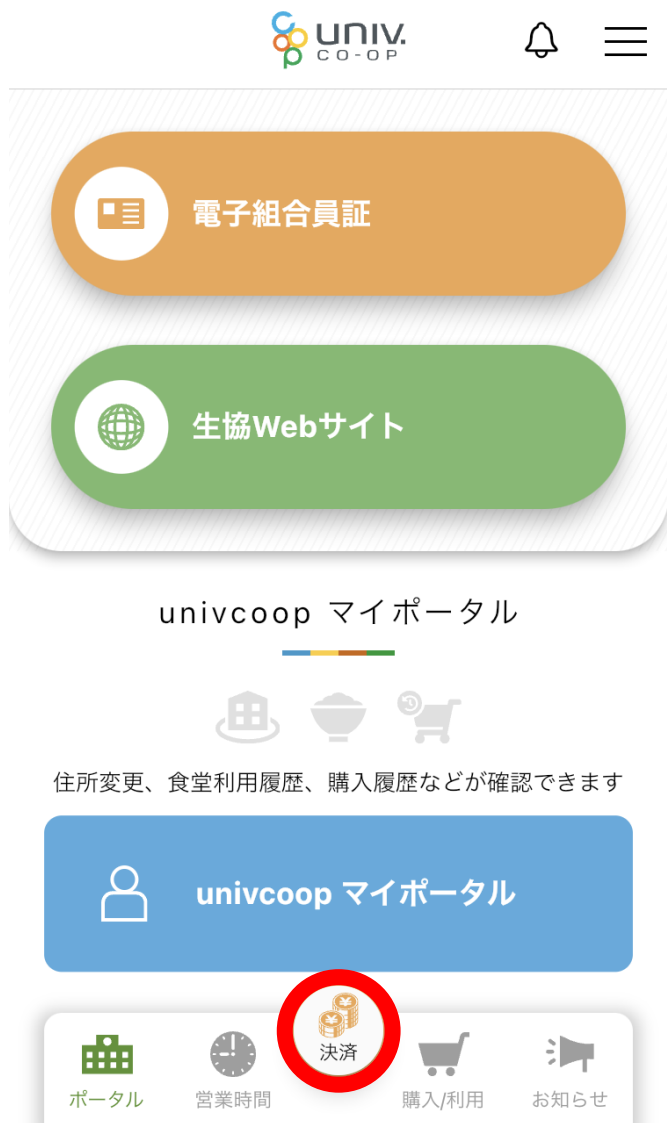 univ.
CO-OP
電子組合員証
生協Webサイト
univcoop マイポータル
住所変更、食堂利用履歴、購入履歴などが確認できます
univcoop マイポータル
ポータル
営業時間
決済
購入/利用
お知らせ